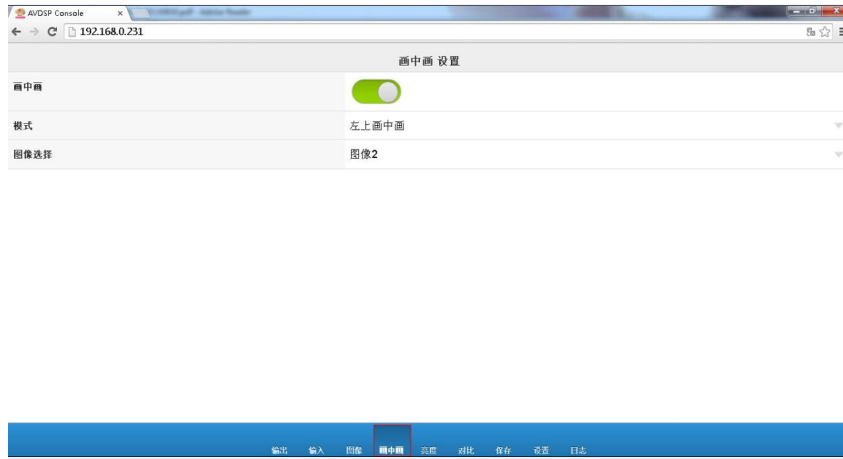 AVDSP Console
192.168.0.231
画中画 设置
画中画
模式 左上画中画
图像选择 图像2
输出 输入 图像 画中画 亮度 对比 保存 设置 日志